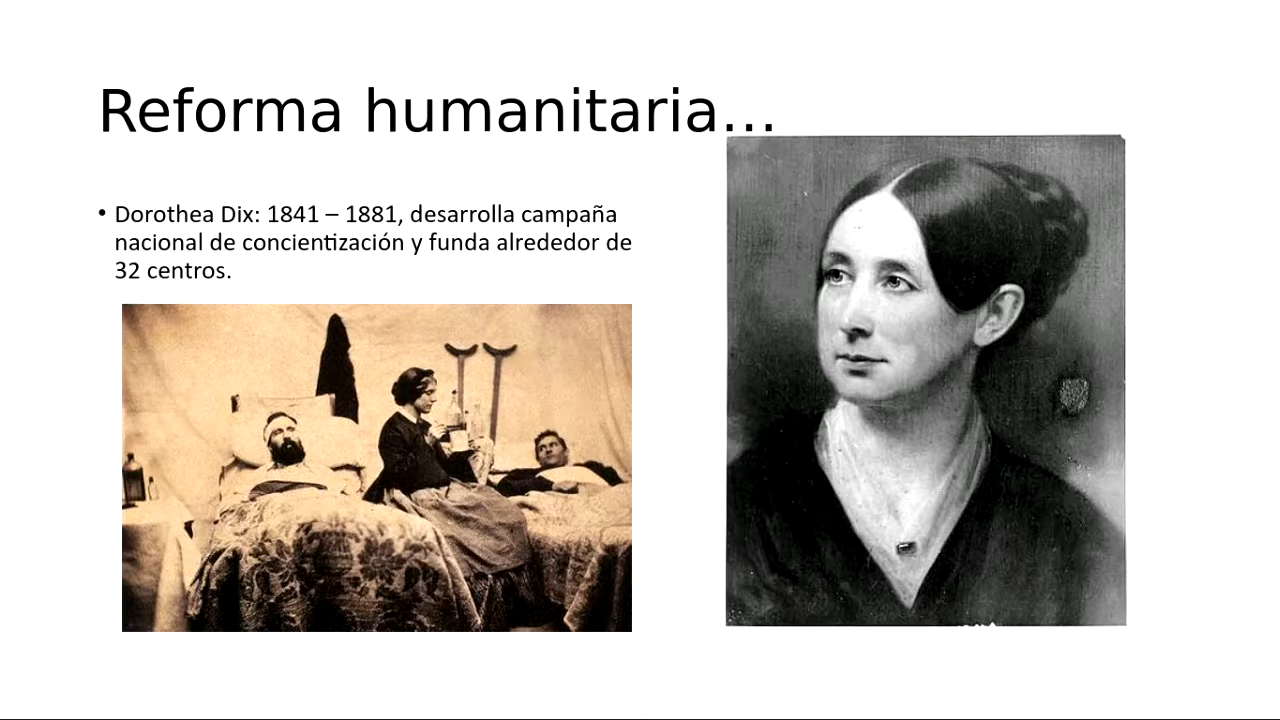 Reforma humanitaria…
• Dorothea Dix: 1841 – 1881, desarrolla campaña
nacional de concientización y funda alrededor de
32 centros.